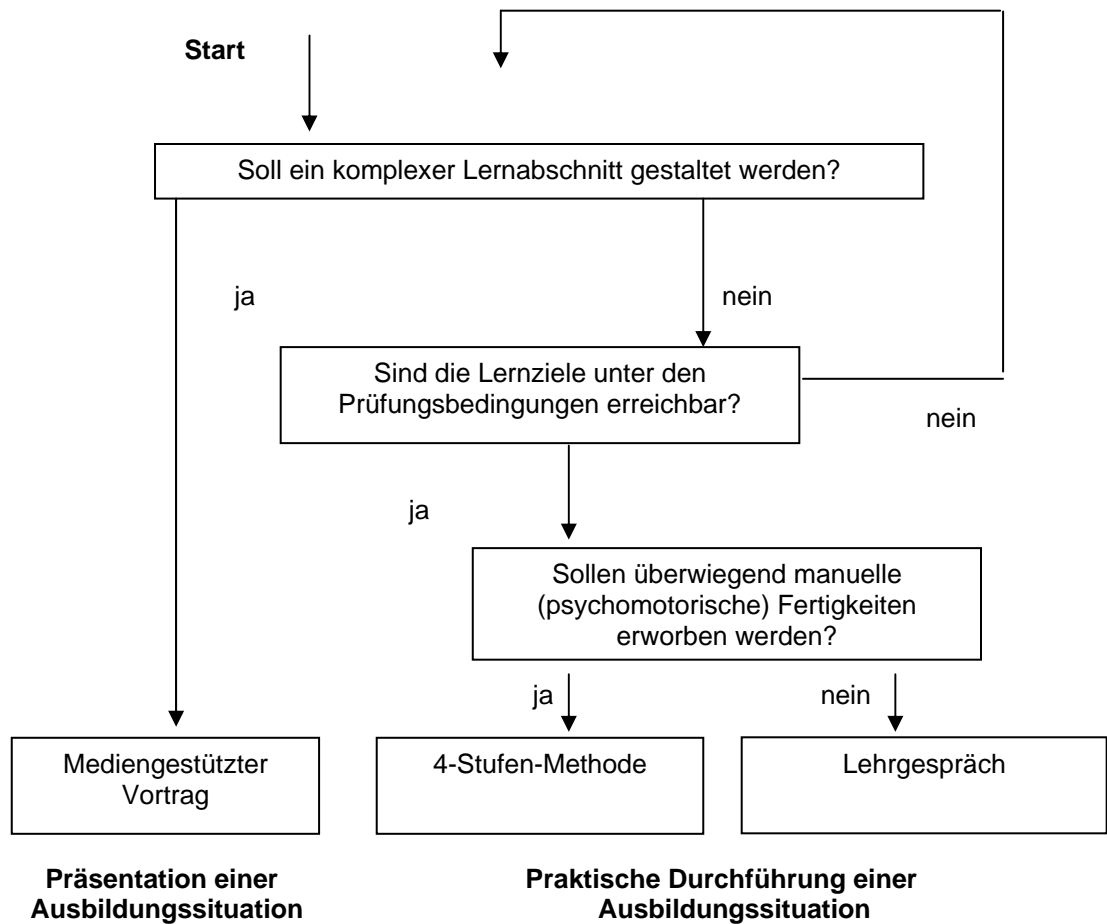 Start
Soll ein komplexer Lernabschnitt gestaltet werden?
ja
nein
Sind die Lernziele unter den
Prüfungsbedingungen erreichbar?
nein
ja
Sollen überwiegend manuelle
(psychomotorische) Fertigkeiten
erworben werden?
ja
nein
Mediengestützter
Vortrag
4-Stufen-Methode
Lehrgespräch
Präsentation einer
Ausbildungssituation
Praktische Durchführung einer
Ausbildungssituation